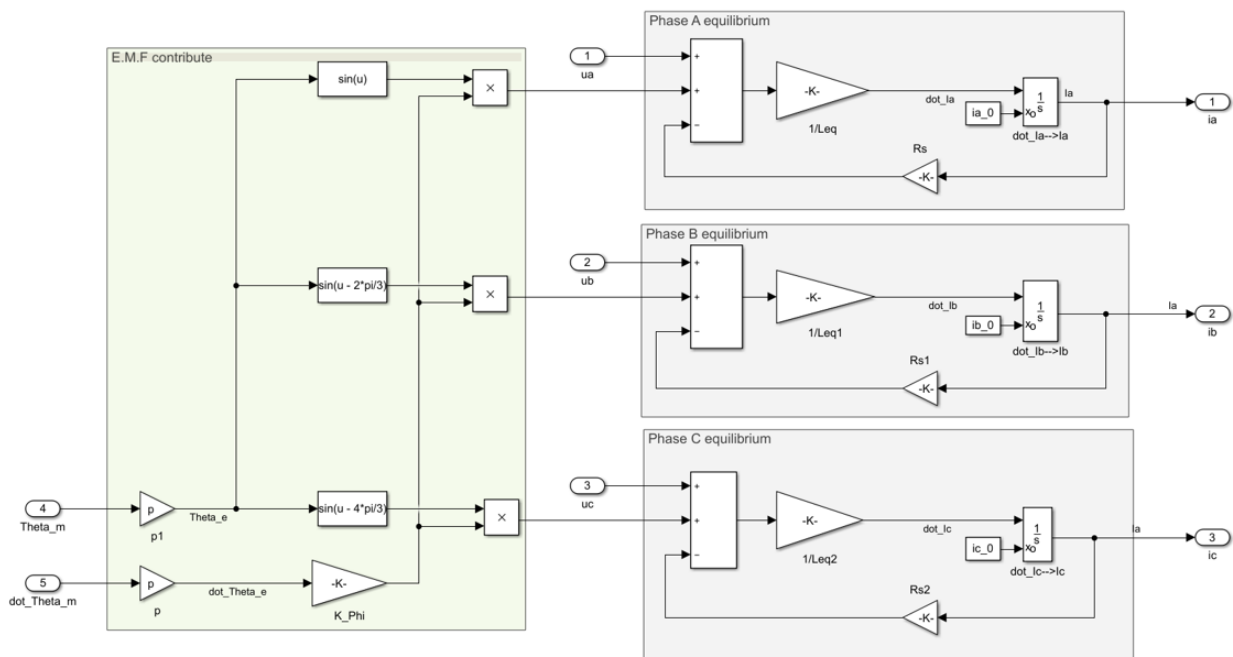 E.M.F contribute
sin(u)
×
sin(u - 2*pi/3)
×
sin(u - 4*pi/3)
×
4
Theta_m
p
p1
Theta_e
5
dot_Theta_m
p
p
dot_Theta_e
-K-
K_Phi
Phase A equilibrium
1
ua
+
+
−
-K-
1/Leq
dot_Ia
ia_0
xo
1
s
dot_Ia-->Ia
Ia
1
ia
Rs
-K-
Phase B equilibrium
2
ub
+
+
−
-K-
1/Leq1
dot_Ib
ib_0
xo
1
s
dot_Ib-->Ib
Ia
2
ib
Rs1
-K-
Phase C equilibrium
3
uc
+
+
−
-K-
1/Leq2
dot_Ic
ic_0
xo
1
s
dot_Ic-->Ic
Ia
3
ic
Rs2
-K-